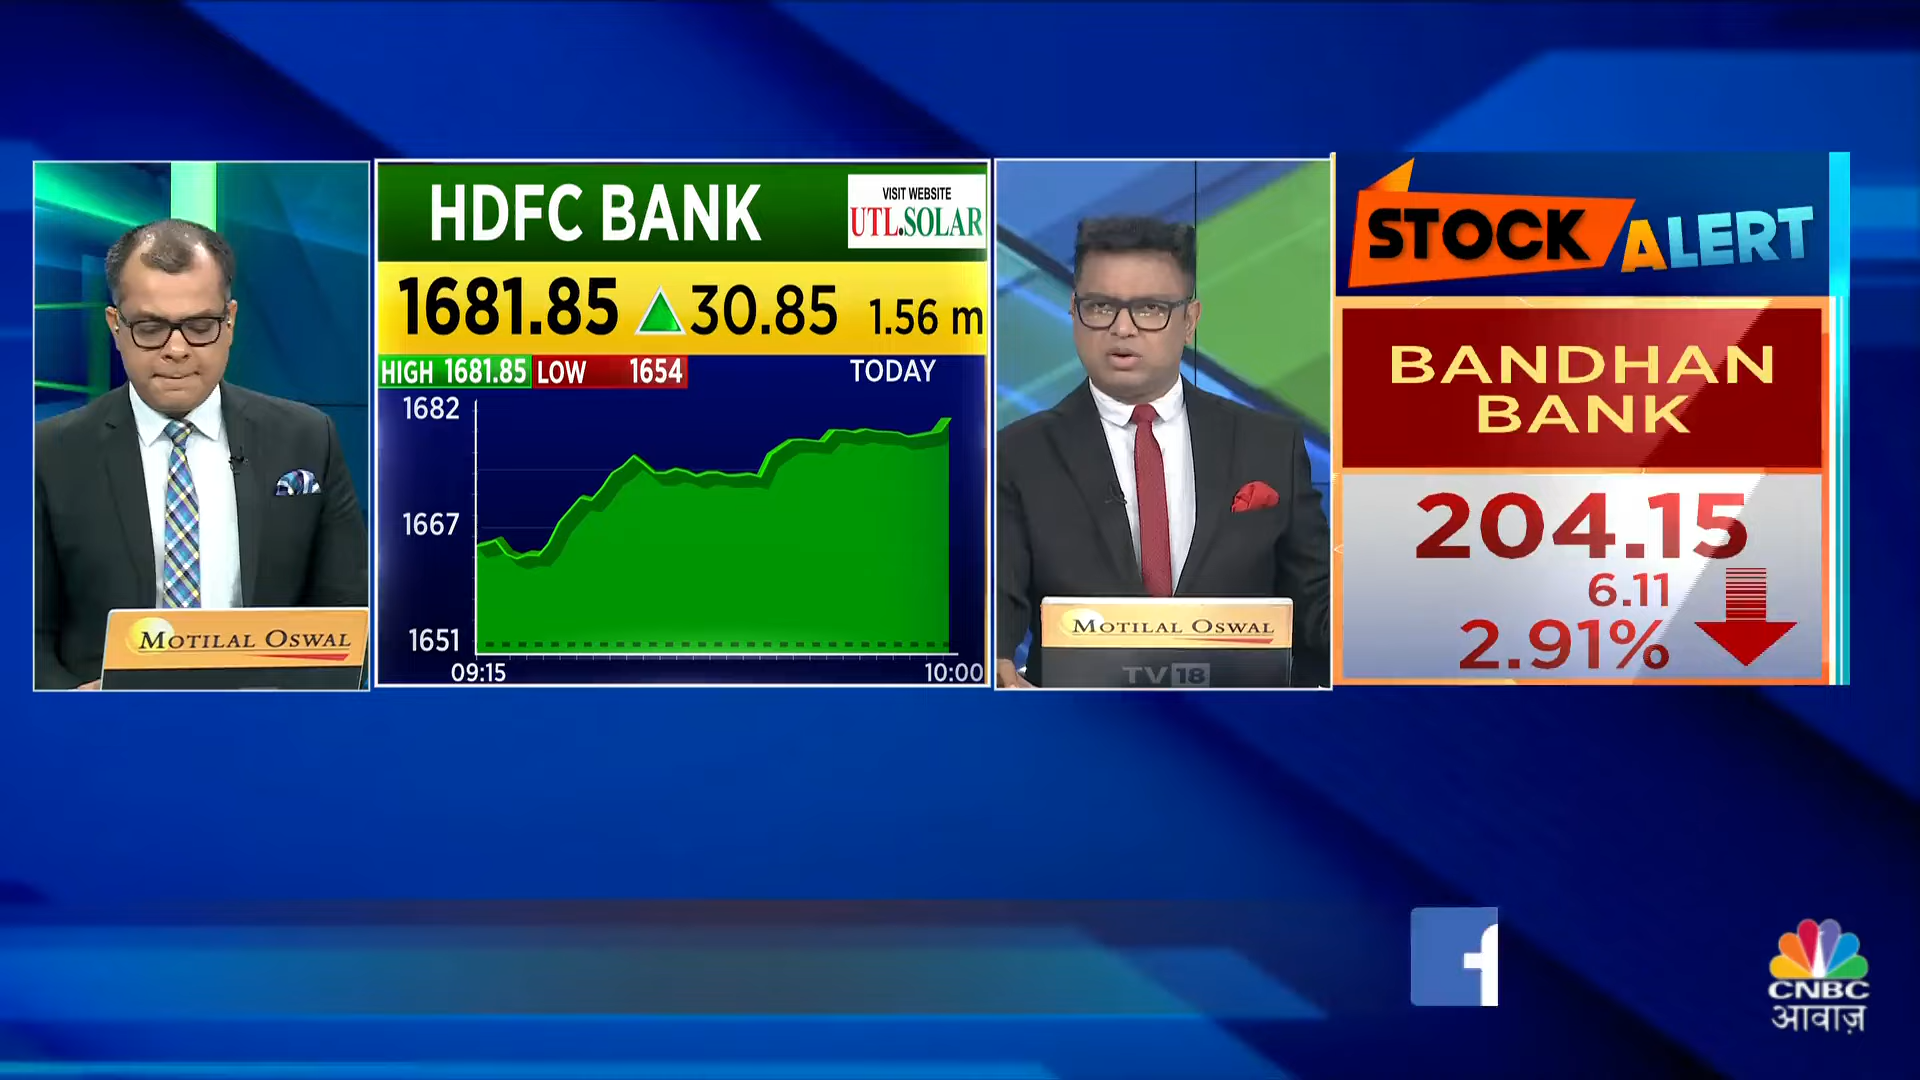 HDFC BANK
VISIT WEBSITE
UTL.SOLAR
1681.85 ▲30.85 1.56 m
HIGH 1681.85 LOW 1654 TODAY
1682
1667
1651
09:15 10:00
MOTILAL OSWAL
MOTILAL OSWAL
TV18
STOCK ALERT
BANDHAN
BANK
204.15
6.11
2.91%
f
CNBC
आवाज़